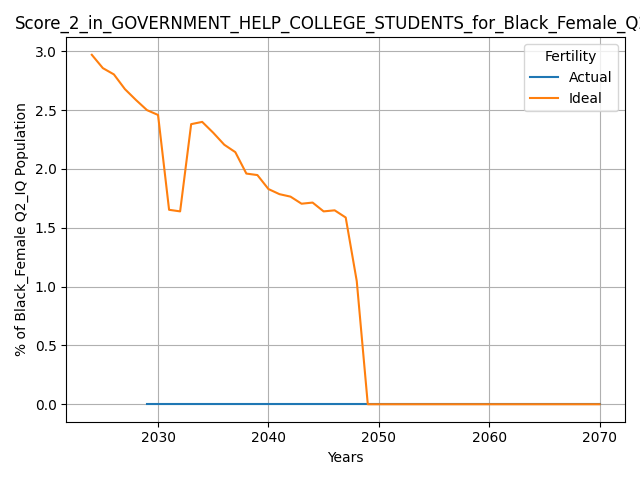 Score_2_in_GOVERNMENT_HELP_COLLEGE_STUDENTS_for_Black_Female_Q
Fertility
Actual
Ideal
3.0
2.5
2.0
1.5
1.0
0.5
0.0
% of Black_Female Q2_IQ Population
2030
2040
2050
2060
2070
Years